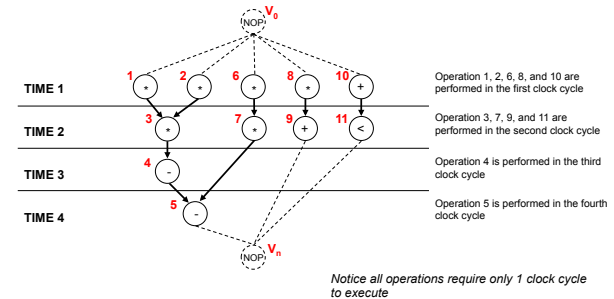 V0
NOP
1 2 6 8 10
* * * * +
TIME 1
Operation 1, 2, 6, 8, and 10 are
performed in the first clock cycle
3 7 9 11
* * + <
TIME 2
Operation 3, 7, 9, and 11 are
performed in the second clock cycle
4
-
TIME 3
Operation 4 is performed in the third
clock cycle
5
-
TIME 4
Operation 5 is performed in the fourth
clock cycle
Vn
NOP
Notice all operations require only 1 clock cycle
to execute